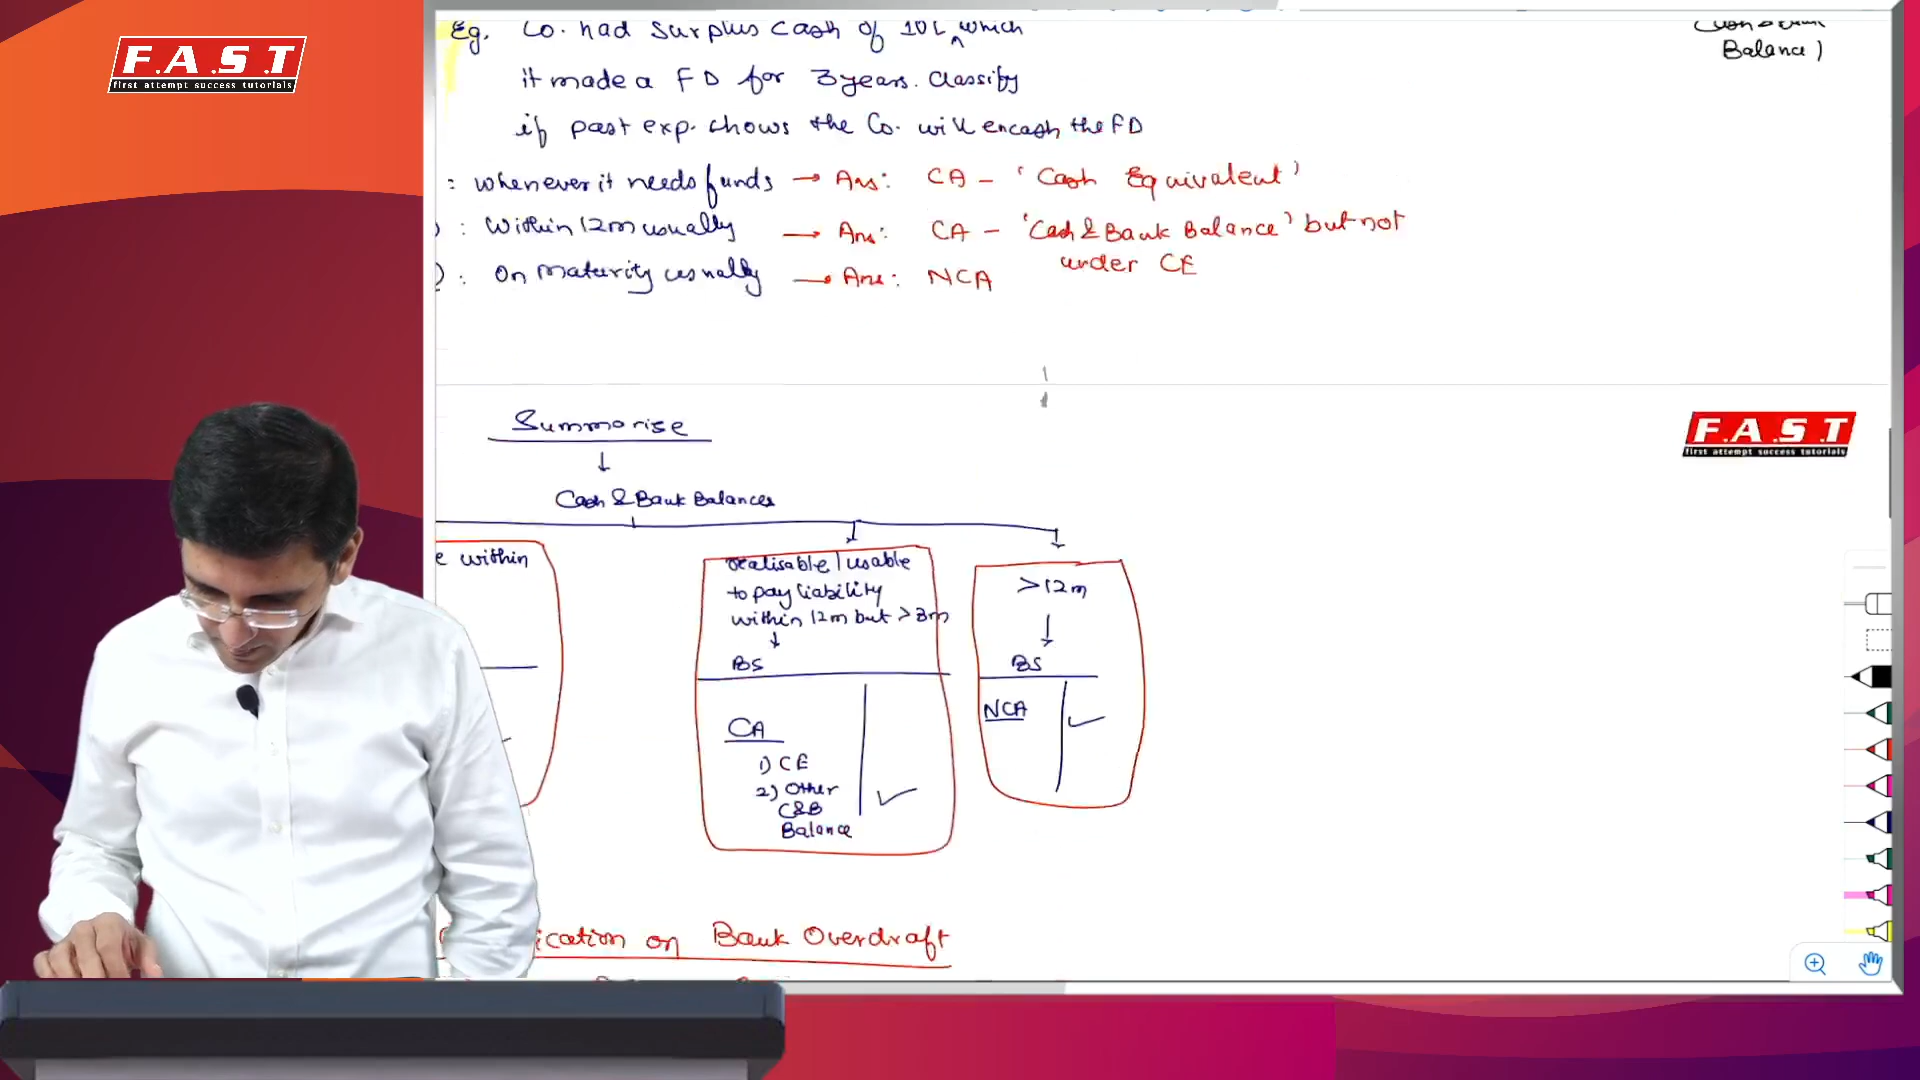 F.A.S.T
first attempt success tutorials
Eg. Co. had surplus cash of 10L which
it made a FD for 3 years. Classify
if past exp. shows the Co. will encash the FD
: whenever it needs funds → Ans: CA - 'Cash Equivalent'
: Within 12m usually → Ans: CA - 'Cash & Bank Balance' but not
under CE
: On maturity usually → Ans: NCA
Balance)
Summarise
F.A.S.T
first attempt success tutorials
Cash & Bank Balances
e within
realisable / usable
to pay liability
within 12m but > 3m
BS
CA
1) CE
2) Other
C&B
Balance
> 12m
BS
NCA
ication on Bank Overdraft